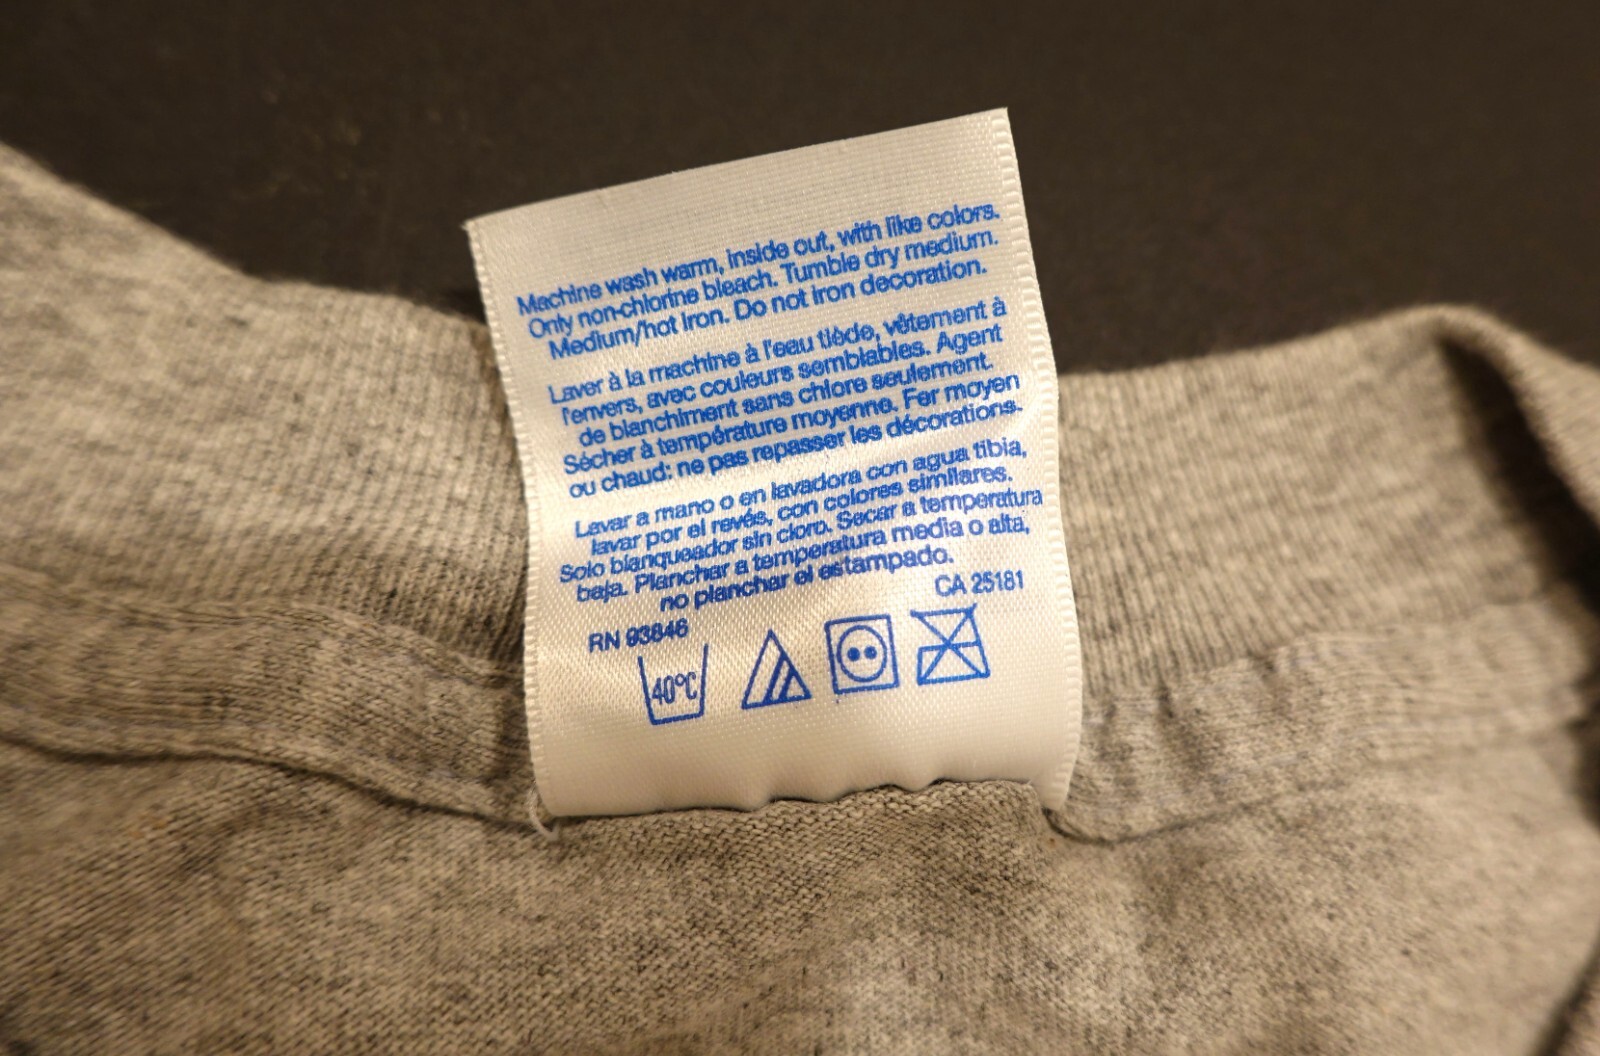 Machine wash warm, inside out, with like colors.
Only non-chlorine bleach. Tumble dry medium.
Medium/hot iron. Do not iron decoration.
Laver à la machine à l'eau tiède, vêtement à
l'envers, avec couleurs semblables. Agent
de blanchiment sans chlore seulement.
Sécher à température moyenne. Fer moyen
ou chaud: ne pas repasser les décorations.
Lavar a mano o en lavadora con agua tibia,
lavar por el revés, con colores similares.
Solo blanqueador sin cloro. Secar a temperatura
baja. Planchar a temperatura media o alta,
no planchar el estampado.
CA 25181
RN 93846
40°C